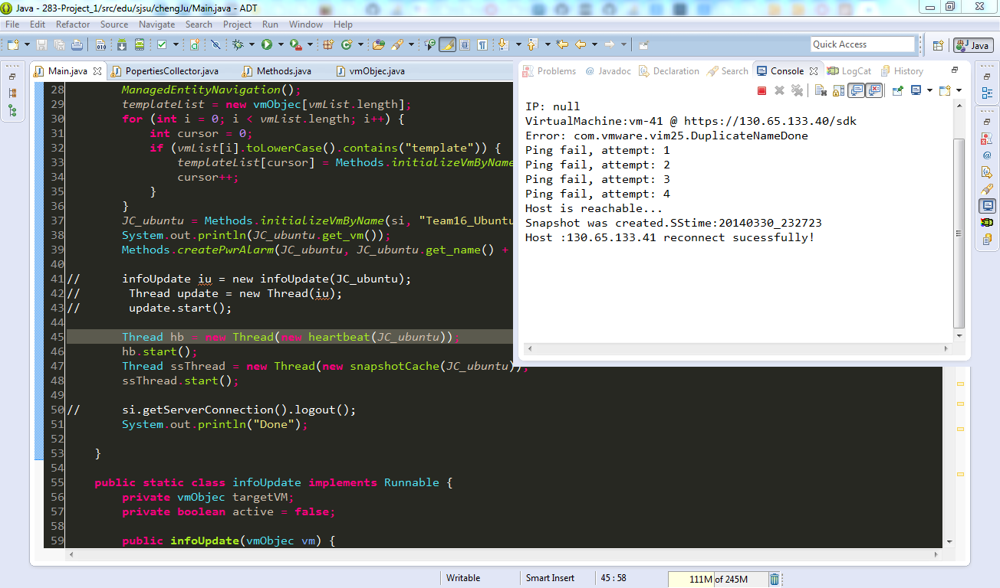 Java - 283-Project_1/src/edu/sjsu/chengJu/Main.java - ADT
File Edit Refactor Source Navigate Search Project Run Window Help
Quick Access
Java
Main.java PopertiesCollector.java Methods.java vmObjec.java
28 ManagedEntityNavigation();
29 templateList = new vmObjec[vmList.length];
30 for (int i = 0; i < vmList.length; i++) {
31 int cursor = 0;
32 if (vmList[i].toLowerCase().contains("template")) {
33 templateList[cursor] = Methods.initializeVmByName
34 cursor++;
35 }
36 }
37 JC_ubuntu = Methods.initializeVmByName(si, "Team16_Ubuntu
38 System.out.println(JC_ubuntu.get_vm());
39 Methods.createPwrAlarm(JC_ubuntu, JC_ubuntu.get_name() +
40
41// infoUpdate iu = new infoUpdate(JC_ubuntu);
42// Thread update = new Thread(iu);
43// update.start();
44
45 Thread hb = new Thread(new heartbeat(JC_ubuntu));
46 hb.start();
47 Thread ssThread = new Thread(new snapshotCache(JC_ubuntu));
48 ssThread.start();
49
50// si.getServerConnection().logout();
51 System.out.println("Done");
52
53 }
54
55 public static class infoUpdate implements Runnable {
56 private vmObjec targetVM;
57 private boolean active = false;
58
59 public infoUpdate(vmObjec vm) {
Problems @ Javadoc Declaration Search Console LogCat History
IP: null
VirtualMachine:vm-41 @ https://130.65.133.40/sdk
Error: com.vmware.vim25.DuplicateNameDone
Ping fail, attempt: 1
Ping fail, attempt: 2
Ping fail, attempt: 3
Ping fail, attempt: 4
Host is reachable...
Snapshot was created.SStime:20140330_232723
Host :130.65.133.41 reconnect sucessfully!
Writable Smart Insert 45 : 58 111M of 245M